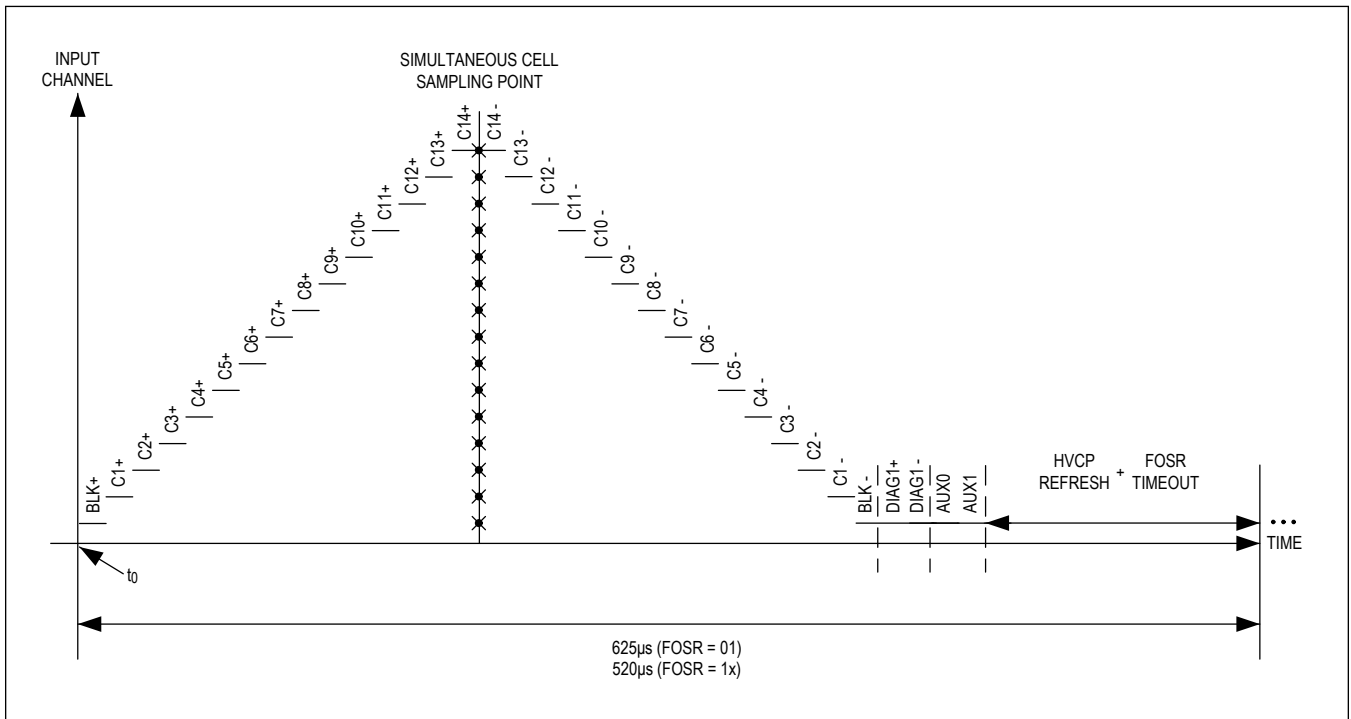 INPUT
CHANNEL
SIMULTANEOUS CELL
SAMPLING POINT
BLK+
C1+
C2+
C3+
C4+
C5+
C6+
C7+
C8+
C9+
C10+
C11+
C12+
C13+
C14+
C14 -
C13 -
C12 -
C11 -
C10 -
C9 -
C8 -
C7 -
C6 -
C5 -
C4 -
C3 -
C2 -
C1 -
BLK -
DIAG1+
DIAG1 -
AUX0
AUX1
HVCP
REFRESH
+
FOSR
TIMEOUT
...
TIME
t0
625µs (FOSR = 01)
520µs (FOSR = 1x)